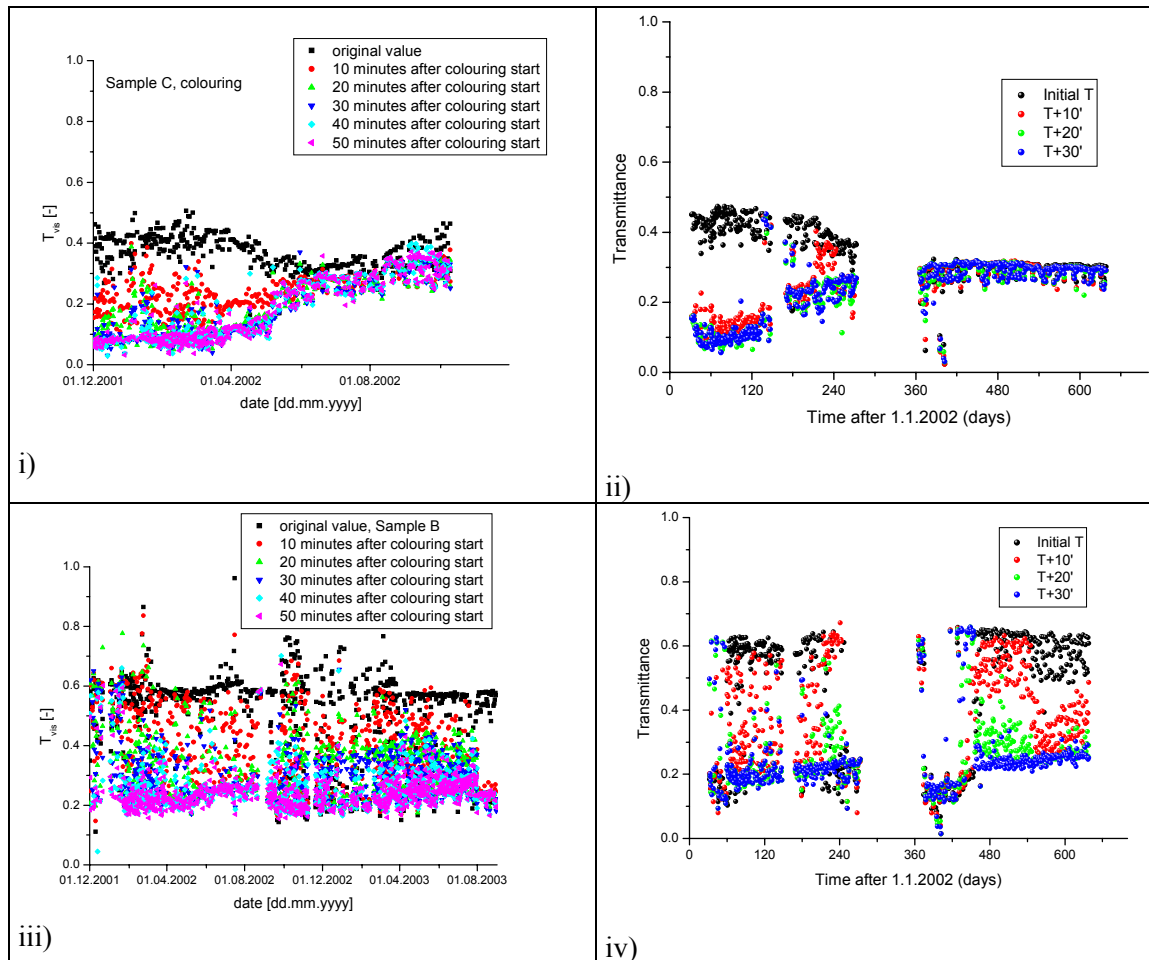 Sample C, colouring
original value
10 minutes after colouring start
20 minutes after colouring start
30 minutes after colouring start
40 minutes after colouring start
50 minutes after colouring start
1.0
0.8
0.6
0.4
0.2
0.0
T vis [-]
01.12.2001 01.04.2002 01.08.2002
date [dd.mm.yyyy]
i)
Initial T
T+10'
T+20'
T+30'
1.0
0.8
0.6
0.4
0.2
0.0
Transmittance
0 120 240 360 480 600
Time after 1.1.2002 (days)
ii)
original value, Sample B
10 minutes after colouring start
20 minutes after colouring start
30 minutes after colouring start
40 minutes after colouring start
50 minutes after colouring start
1.0
0.8
0.6
0.4
0.2
0.0
T vis [-]
01.12.2001 01.04.2002 01.08.2002 01.12.2002 01.04.2003 01.08.2003
date [dd.mm.yyyy]
iii)
Initial T
T+10'
T+20'
T+30'
1.0
0.8
0.6
0.4
0.2
0.0
Transmittance
0 120 240 360 480 600
Time after 1.1.2002 (days)
iv)